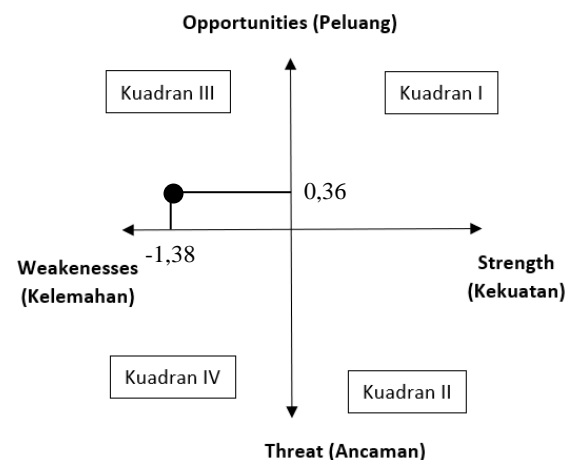 Opportunities (Peluang)
Kuadran III
Kuadran I
0,36
-1,38
Weakenesses
(Kelemahan)
Strength
(Kekuatan)
Kuadran IV
Kuadran II
Threat (Ancaman)